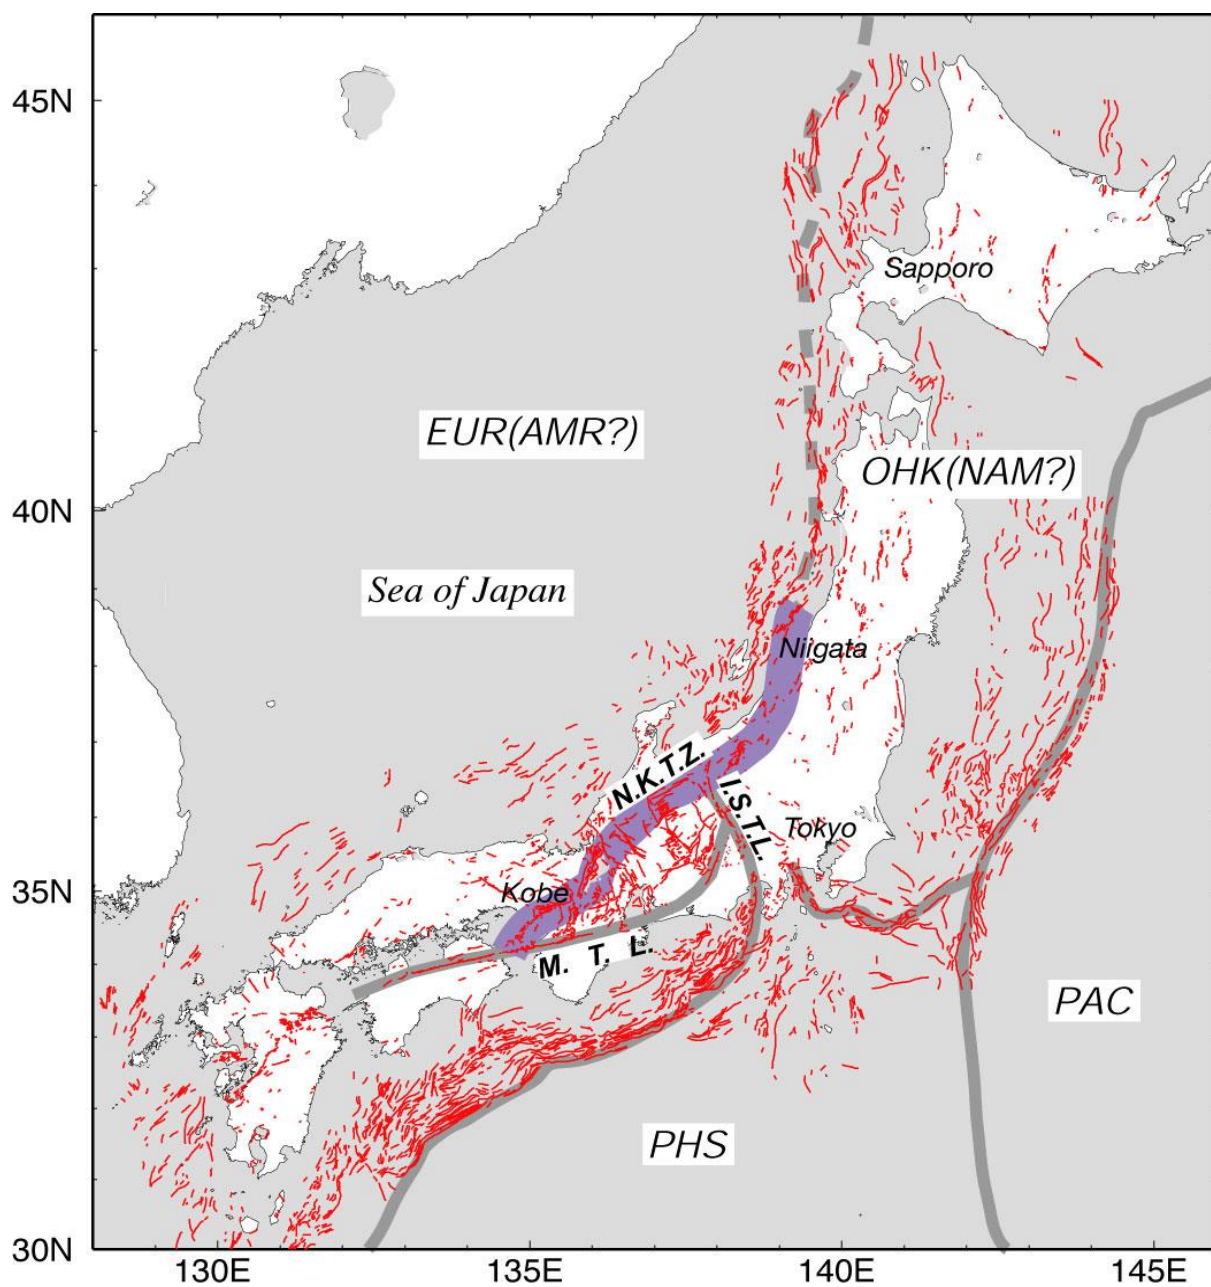 45N
Sapporo
EUR(AMR?)
OHK(NAM?)
40N
Sea of Japan
Niigata
N.K.T.Z.
I.S.T.L.
Tokyo
35N
Kobe
M. T. L.
PAC
PHS
30N
130E 135E 140E 145E